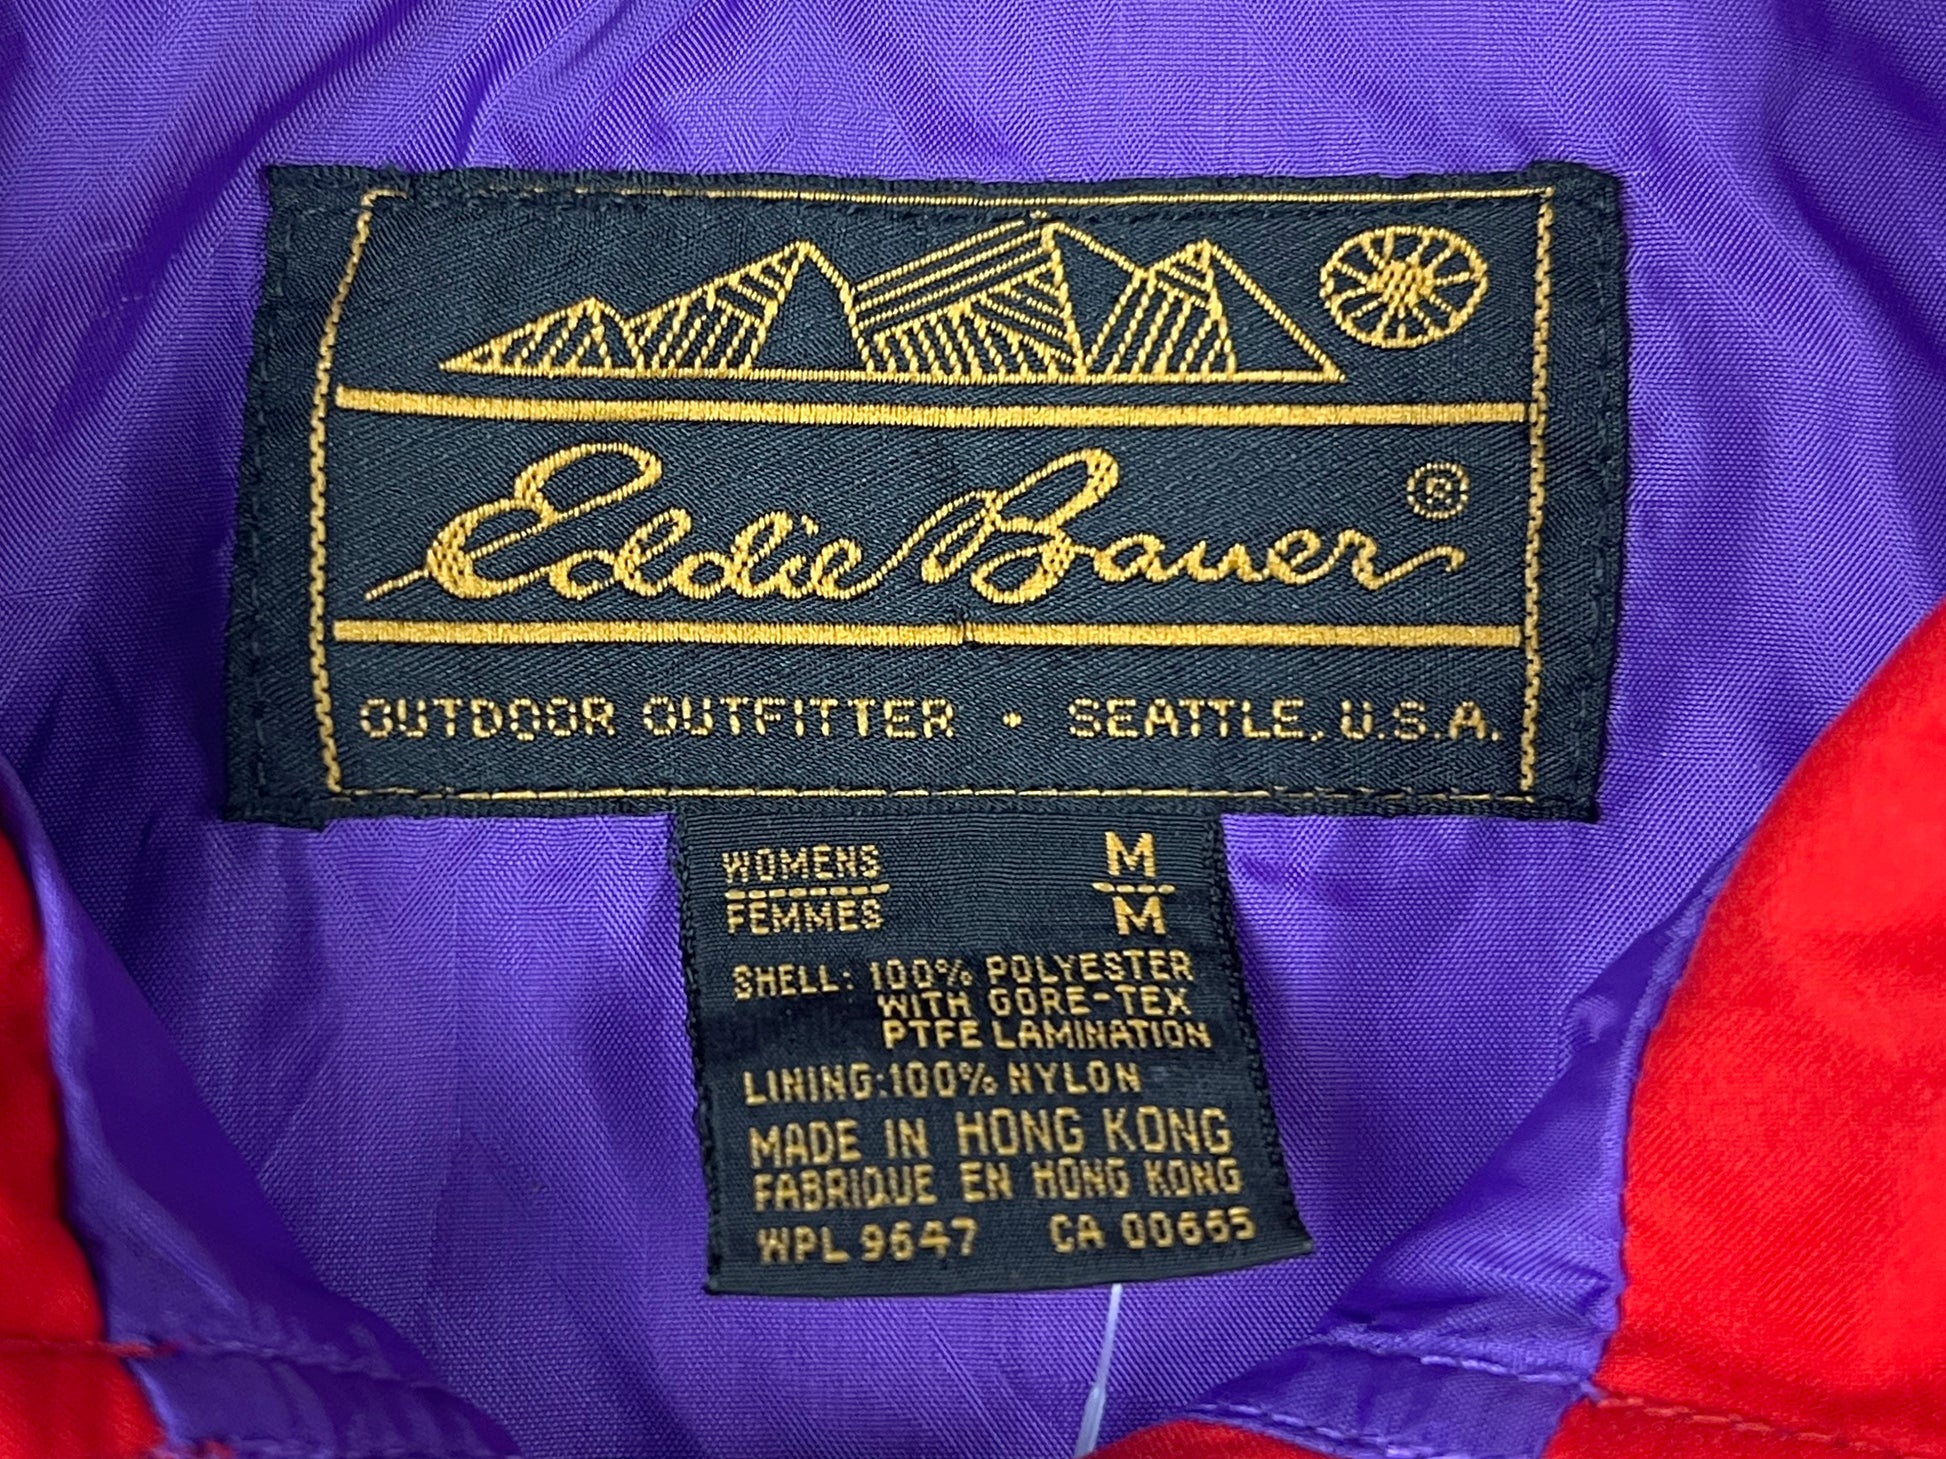 Eddie Bauer ®
OUTDOOR OUTFITTER • SEATTLE, U.S.A.
WOMENS M
FEMMES M
SHELL: 100% POLYESTER
WITH GORE-TEX
PTFE LAMINATION
LINING: 100% NYLON
MADE IN HONG KONG
FABRIQUE EN HONG KONG
WPL 9647 CA 00665